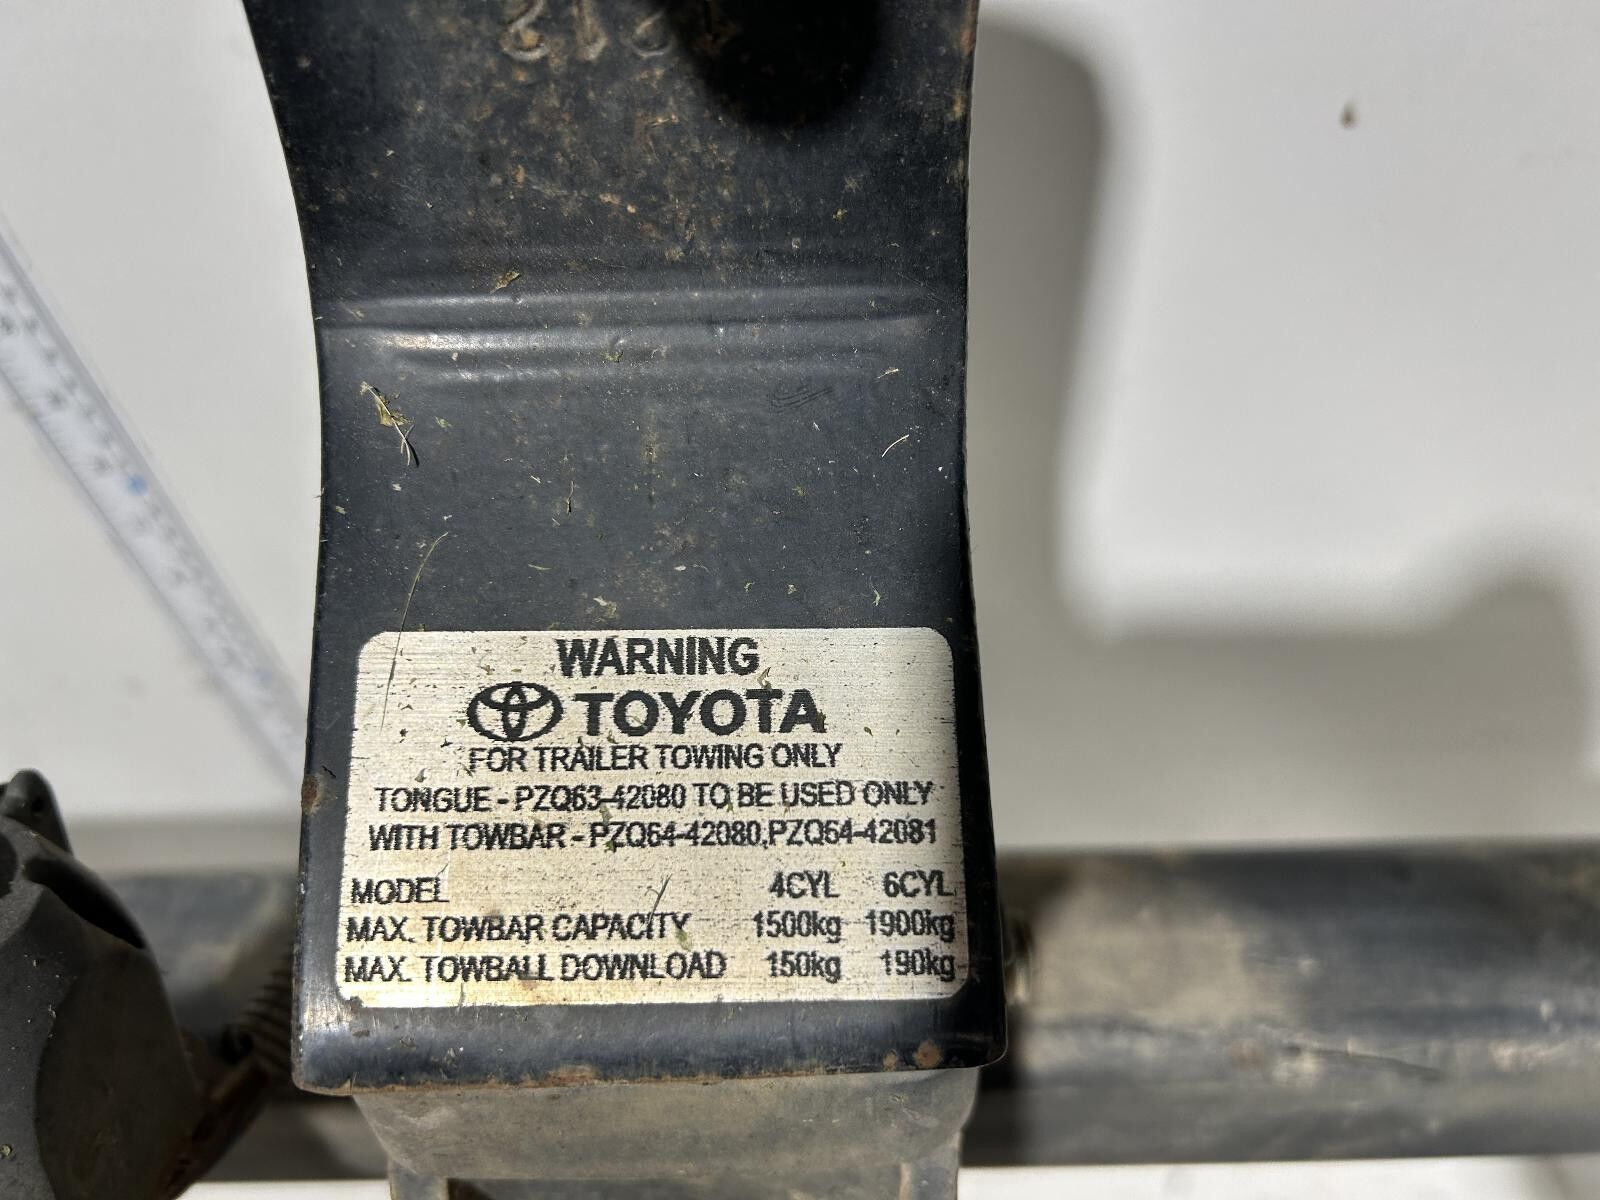 WARNING
TOYOTA
FOR TRAILER TOWING ONLY
TONGUE - PZQ63-42080 TO BE USED ONLY
WITH TOWBAR - PZQ64-42080,PZQ64-42081
MODEL 4CYL 6CYL
MAX. TOWBAR CAPACITY 1500kg 1900kg
MAX. TOWBALL DOWNLOAD 150kg 190kg